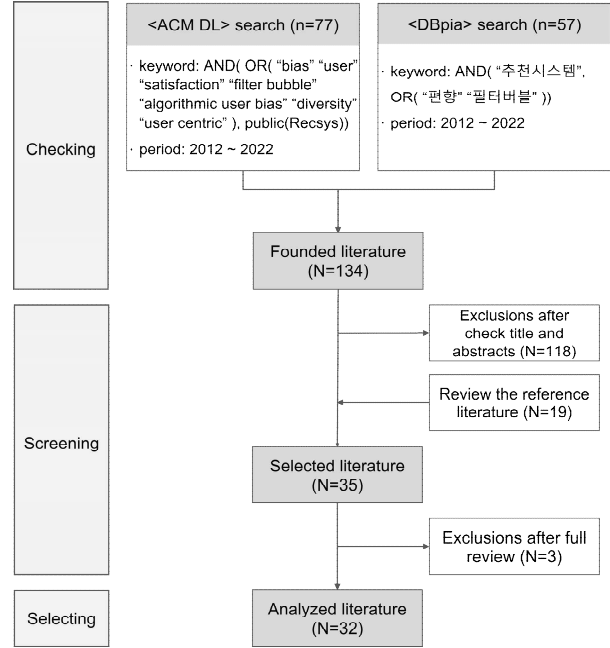 <ACM DL> search (n=77)
· keyword: AND( OR( “bias” “user”
“satisfaction” “filter bubble”
“algorithmic user bias” “diversity”
“user centric” ), public(Recsys))
· period: 2012 ~ 2022
<DBpia> search (n=57)
· keyword: AND( “추천시스템”,
OR( “편향” “필터버블” ))
· period: 2012 – 2022
Checking
Founded literature
(N=134)
Exclusions after
check title and
abstracts (N=118)
Review the reference
literature (N=19)
Screening
Selected literature
(N=35)
Exclusions after full
review (N=3)
Selecting
Analyzed literature
(N=32)